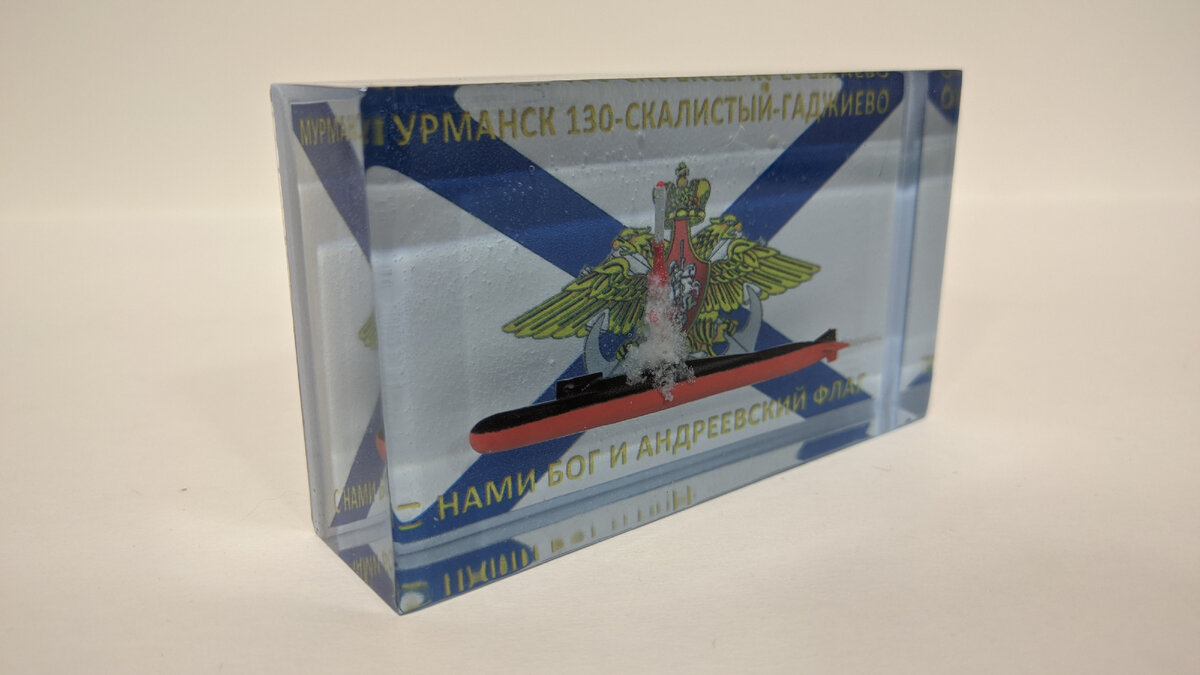 УРМАНСК 130-СКАЛИСТЫЙ-ГАДЖИЕВО
НАМИ БОГ И АНДРЕЕВСКИЙ ФЛАГ